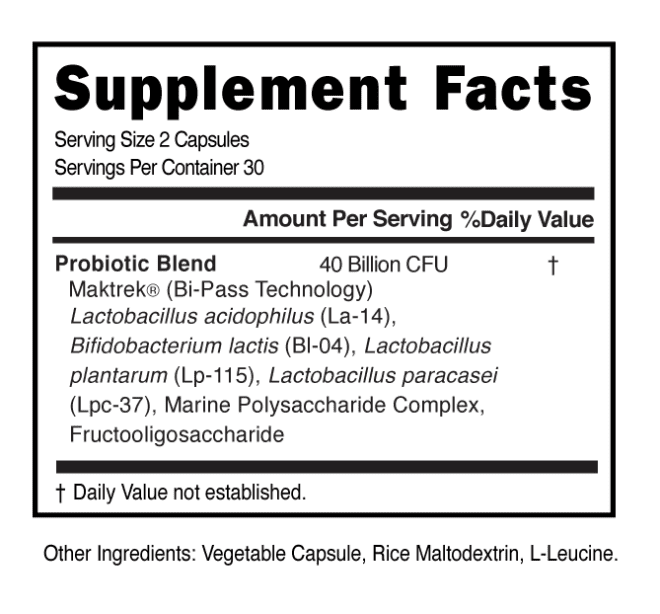 Supplement Facts
Serving Size 2 Capsules
Servings Per Container 30
Amount Per Serving %Daily Value
Probiotic Blend 40 Billion CFU †
Maktrek® (Bi-Pass Technology)
Lactobacillus acidophilus (La-14),
Bifidobacterium lactis (Bl-04), Lactobacillus
plantarum (Lp-115), Lactobacillus paracasei
(Lpc-37), Marine Polysaccharide Complex,
Fructooligosaccharide
† Daily Value not established.
Other Ingredients: Vegetable Capsule, Rice Maltodextrin, L-Leucine.